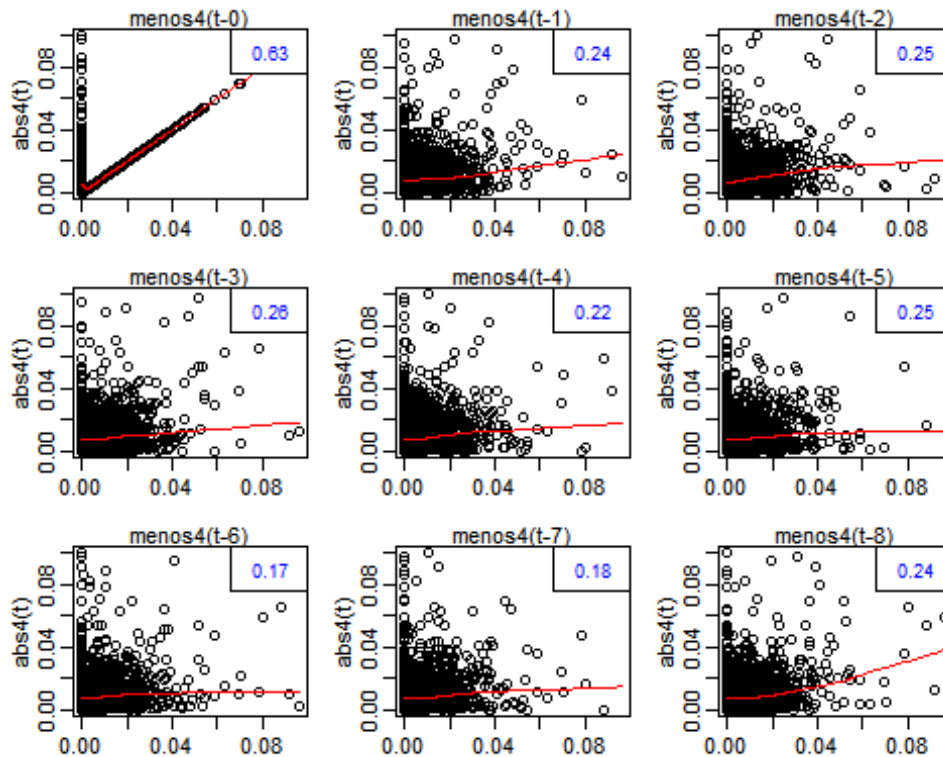 menos4(t-0) menos4(t-1) menos4(t-2)
0.63 0.24 0.25
abs4(t) abs4(t) abs4(t)
0.00 0.04 0.08 0.00 0.04 0.08 0.00 0.04 0.08
0.00 0.04 0.08 0.00 0.04 0.08 0.00 0.04 0.08
menos4(t-3) menos4(t-4) menos4(t-5)
0.26 0.22 0.25
abs4(t) abs4(t) abs4(t)
0.00 0.04 0.08 0.00 0.04 0.08 0.00 0.04 0.08
0.00 0.04 0.08 0.00 0.04 0.08 0.00 0.04 0.08
menos4(t-6) menos4(t-7) menos4(t-8)
0.17 0.18 0.24
abs4(t) abs4(t) abs4(t)
0.00 0.04 0.08 0.00 0.04 0.08 0.00 0.04 0.08
0.00 0.04 0.08 0.00 0.04 0.08 0.00 0.04 0.08